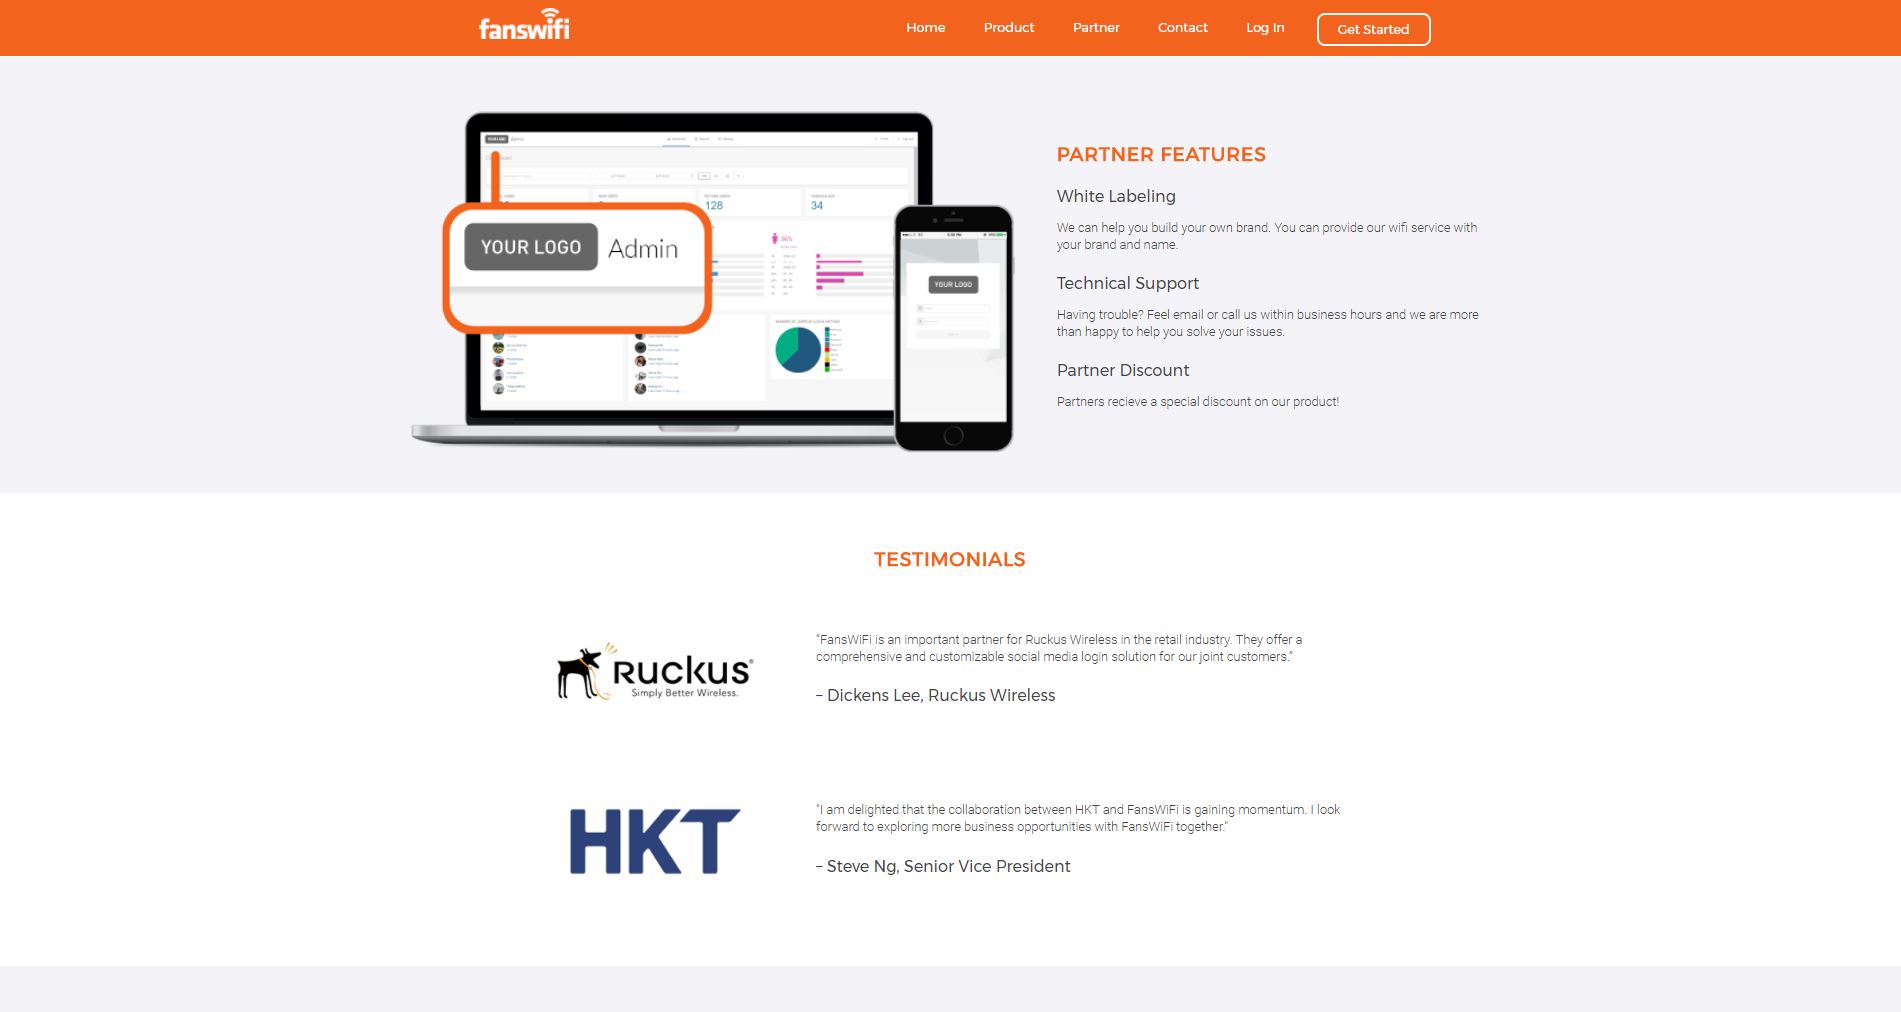 fanswifi
Home
Product
Partner
Contact
Log In
Get Started
YOUR LOGO Admin
128
34
36%
YOUR LOGO Admin
YOUR LOGO
PARTNER FEATURES
White Labeling
We can help you build your own brand. You can provide our wifi service with
your brand and name.
Technical Support
Having trouble? Feel email or call us within business hours and we are more
than happy to help you solve your issues.
Partner Discount
Partners recieve a special discount on our product!
TESTIMONIALS
Ruckus®
Simply Better Wireless.
“FansWiFi is an important partner for Ruckus Wireless in the retail industry. They offer a
comprehensive and customizable social media login solution for our joint customers.”
– Dickens Lee, Ruckus Wireless
HKT
"I am delighted that the collaboration between HKT and FansWiFi is gaining momentum. I look
forward to exploring more business opportunities with FansWiFi together."
– Steve Ng, Senior Vice President